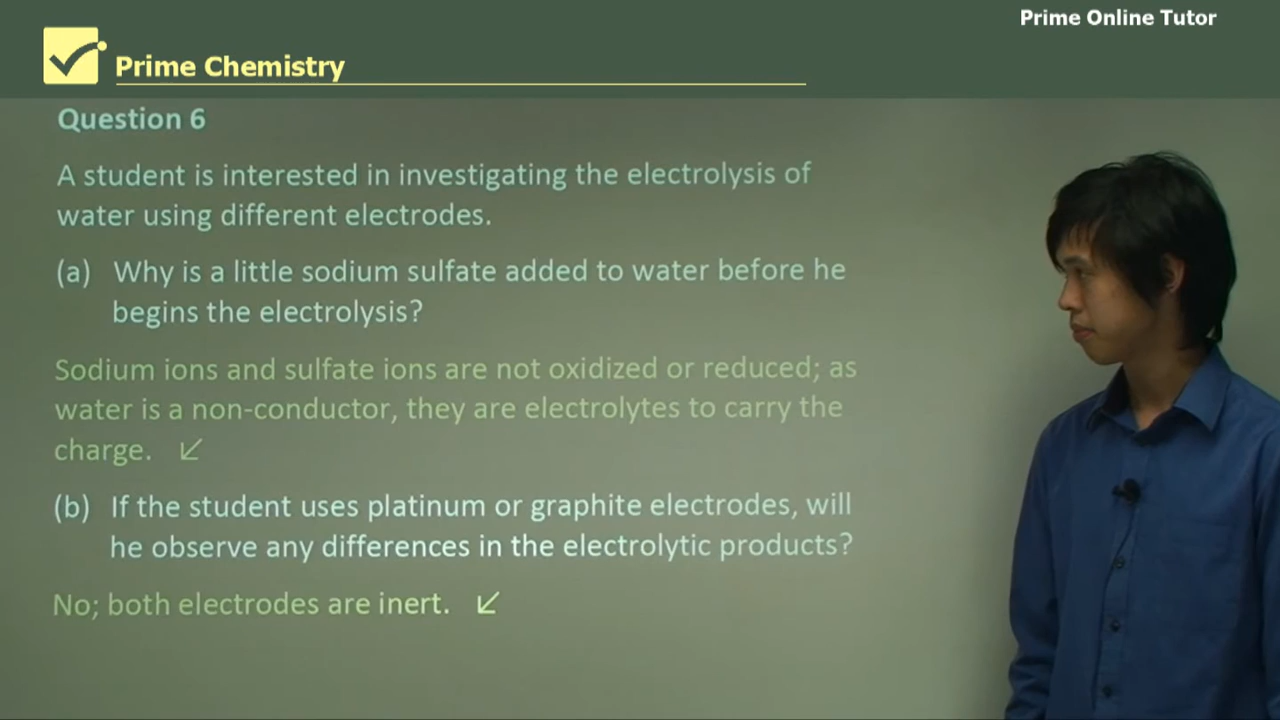 Prime Online Tutor
Prime Chemistry
Question 6
A student is interested in investigating the electrolysis of
water using different electrodes.
(a) Why is a little sodium sulfate added to water before he
begins the electrolysis?
Sodium ions and sulfate ions are not oxidized or reduced; as
water is a non-conductor, they are electrolytes to carry the
charge.
(b) If the student uses platinum or graphite electrodes, will
he observe any differences in the electrolytic products?
No; both electrodes are inert.